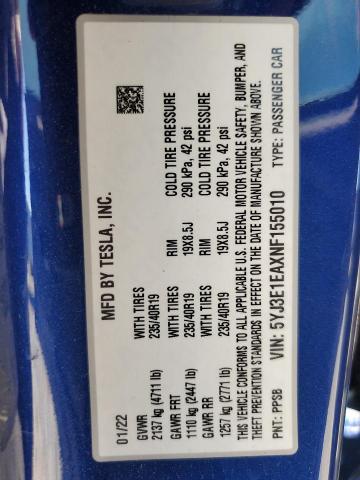 MFD BY TESLA, INC.
01/22
GVWR WITH TIRES RIM COLD TIRE PRESSURE
2137 kg (4711 lb) 235/40R19 19X8.5J 290 kPa, 42 psi
GAWR FRT WITH TIRES RIM COLD TIRE PRESSURE
1110 kg (2447 lb) 235/40R19 19X8.5J 290 kPa, 42 psi
GAWR RR
1257 kg (2771 lb)
THIS VEHICLE CONFORMS TO ALL APPLICABLE U.S. FEDERAL MOTOR VEHICLE SAFETY, BUMPER, AND
THEFT PREVENTION STANDARDS IN EFFECT ON THE DATE OF MANUFACTURE SHOWN ABOVE.
VIN: 5YJ3E1EAXNF155010
PNT: PPSB TYPE: PASSENGER CAR